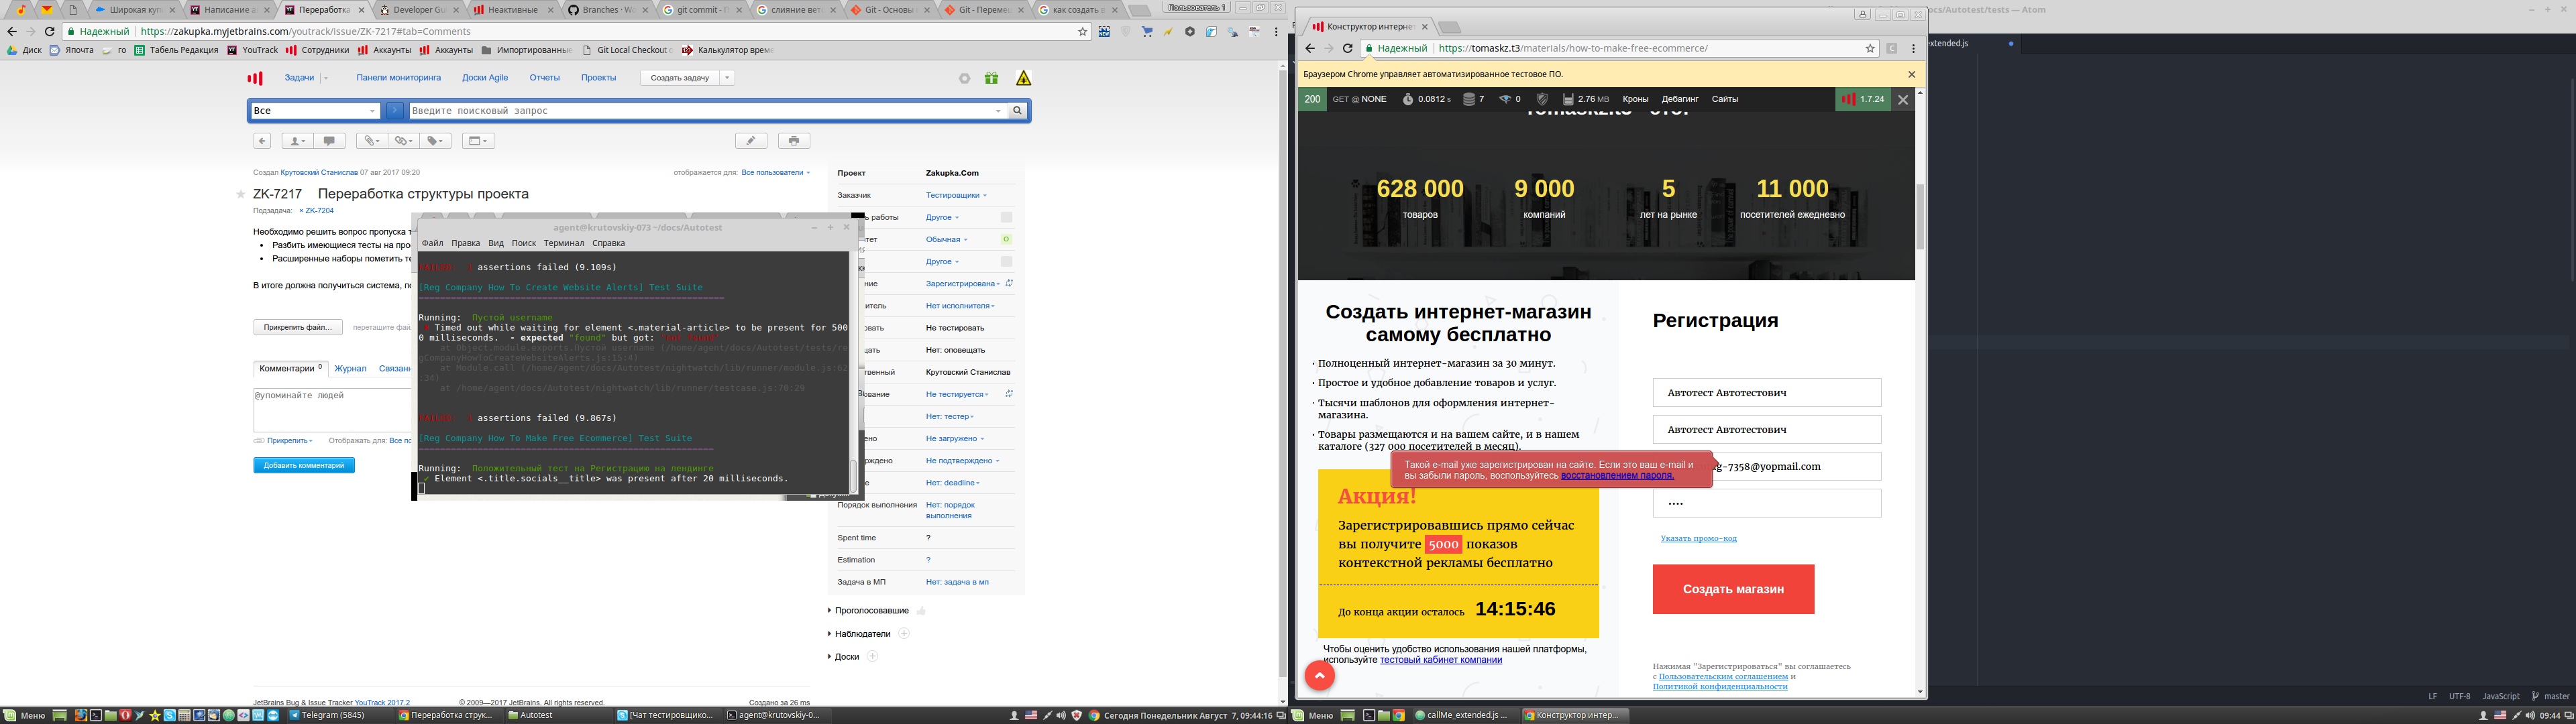 Широкая куп
Написание а
Переработка
Developer Gu
Неактивные
Branches · Wo
git commit - П
слияние вето
Git - Основы
Git - Перемещ
как создать в
Пользователь 1
Надежный
https://zakupka.myjetbrains.com/youtrack/issue/ZK-7217#tab=Comments
Диск
Япочта
го
Табель Редакция
YouTrack
Сотрудники
Аккаунты
Аккаунты
Импортированны
Git Local Checkout о
Калькулятор време
Задачи
Панели мониторинга
Доски Agile
Отчеты
Проекты
Создать задачу
Все
Введите поисковый запрос
Создал Крутовский Станислав 07 авг 2017 09:20
отображается для: Все пользователи
ZK-7217 Переработка структуры проекта
Подзадача: × ZK-7204
Необходимо решить вопрос пропуска т
• Разбить имеющиеся тесты на про
• Расширенные наборы пометить те
В итоге должна получиться система, по
Прикрепить файл…
перетащите фай
Комментарии 0
Журнал
Связанн
@упоминайте людей
Прикрепить
Отображать для: Все по
Добавить комментарий
Проект Zakupka.Com
Заказчик Тестировщики
ь работы Другое
тет Обычная
O
Другое
ние Зарегистрирована
итель Нет исполнителя
овать Не тестировать
щать Нет: оповещать
твенный Крутовский Станислав
ование Не тестируется
Нет: тестер
ено Не загружено
рждено Не подтверждено
е Нет: deadline
Порядок выполнения Нет: порядок
выполнения
Spent time ?
Estimation ?
Задача в МП Нет: задача в мп
Проголосовавшие
Наблюдатели
Доски
JetBrains Bug & Issue Tracker YouTrack 2017.2
© 2009—2017 JetBrains. All rights reserved.
Создано за 26 ms
agent@krutovskiy-073 ~/docs/Autotest
Файл Правка Вид Поиск Терминал Справка
FAILED: assertions failed (9.109s)
[Reg Company How To Create Website Alerts] Test Suite
Running: Пустой username
Timed out while waiting for element <.material-article> to be present for 500
0 milliseconds. - expected "found" but got: "not found"
at Object.module.exports.Пустой username (/home/agent/docs/Autotest/tests/re
gCompanyHowToCreateWebsiteAlerts.js:15:4)
at Module.call (/home/agent/docs/Autotest/nightwatch/lib/runner/module.js:62
:34)
at /home/agent/docs/Autotest/nightwatch/lib/runner/testcase.js:70:29
FAILED: assertions failed (9.867s)
[Reg Company How To Make Free Ecommerce] Test Suite
Running: Положительный тест на Регистрацию на лендинге
✔ Element <.title.socials__title> was present after 20 milliseconds.
Конструктор интернет
Надежный
https://tomaskz.t3/materials/how-to-make-free-ecommerce/
Браузером Chrome управляет автоматизированное тестовое ПО.
200 GET @ NONE 0.0812 s 7 0 2.76 MB Кроны Дебагинг Сайты 1.7.24
628 000
товаров
9 000
компаний
5
лет на рынке
11 000
посетителей ежедневно
Создать интернет-магазин
самому бесплатно
· Полноценный интернет-магазин за 30 минут.
· Простое и удобное добавление товаров и услуг.
· Тысячи шаблонов для оформления интернет-
магазина.
· Товары размещаются и на вашем сайте, и в нашем
каталоге (327 000 посетителей в месяц).
Акция!
Зарегистрировавшись прямо сейчас
вы получите 5000 показов
контекстной рекламы бесплатно
До конца акции осталось 14:15:46
Чтобы оценить удобство использования нашей платформы,
используйте тестовый кабинет компании
Регистрация
Автотест Автотестович
Автотест Автотестович
g-7358@yopmail.com
Такой e-mail уже зарегистрирован на сайте. Если это ваш e-mail и
вы забыли пароль, воспользуйтесь восстановлением пароля.
••••
Указать промо-код
Создать магазин
Нажимая "Зарегистрироваться" вы соглашаетесь
с Пользовательским соглашением и
Политикой конфиденциальности
ocs/Autotest/tests — Atom
extended.js
LF UTF-8 JavaScript master
Меню
Telegram (5845)
Переработка струк...
Autotest
[Чат тестировщико...
agent@krutovskiy-0...
Сегодня Понедельник Август 7, 09:44:16
Меню
callMe_extended.js ...
Конструктор интер...
09:44